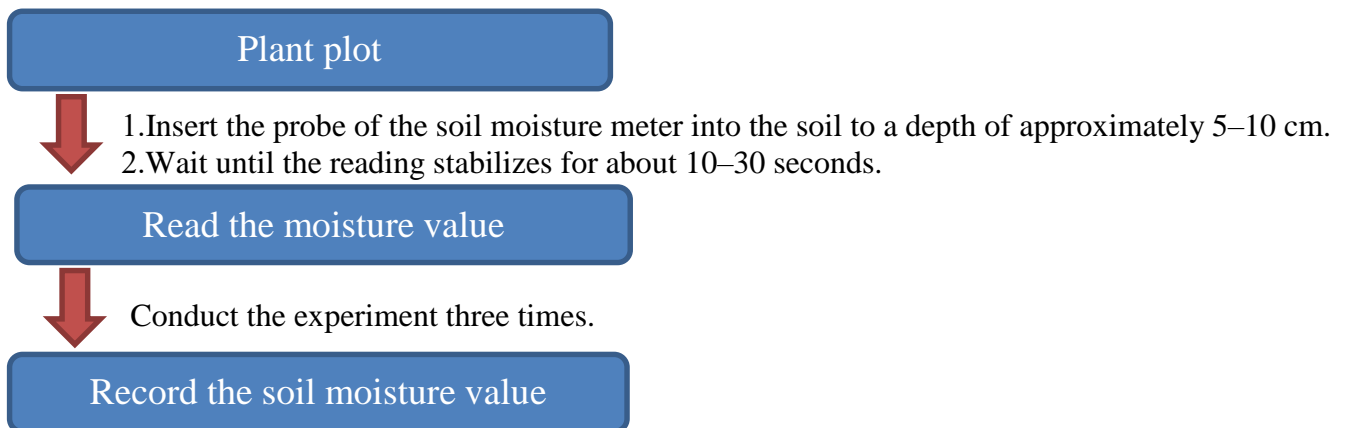 Plant plot
1.Insert the probe of the soil moisture meter into the soil to a depth of approximately 5–10 cm.
2.Wait until the reading stabilizes for about 10–30 seconds.
Read the moisture value
Conduct the experiment three times.
Record the soil moisture value